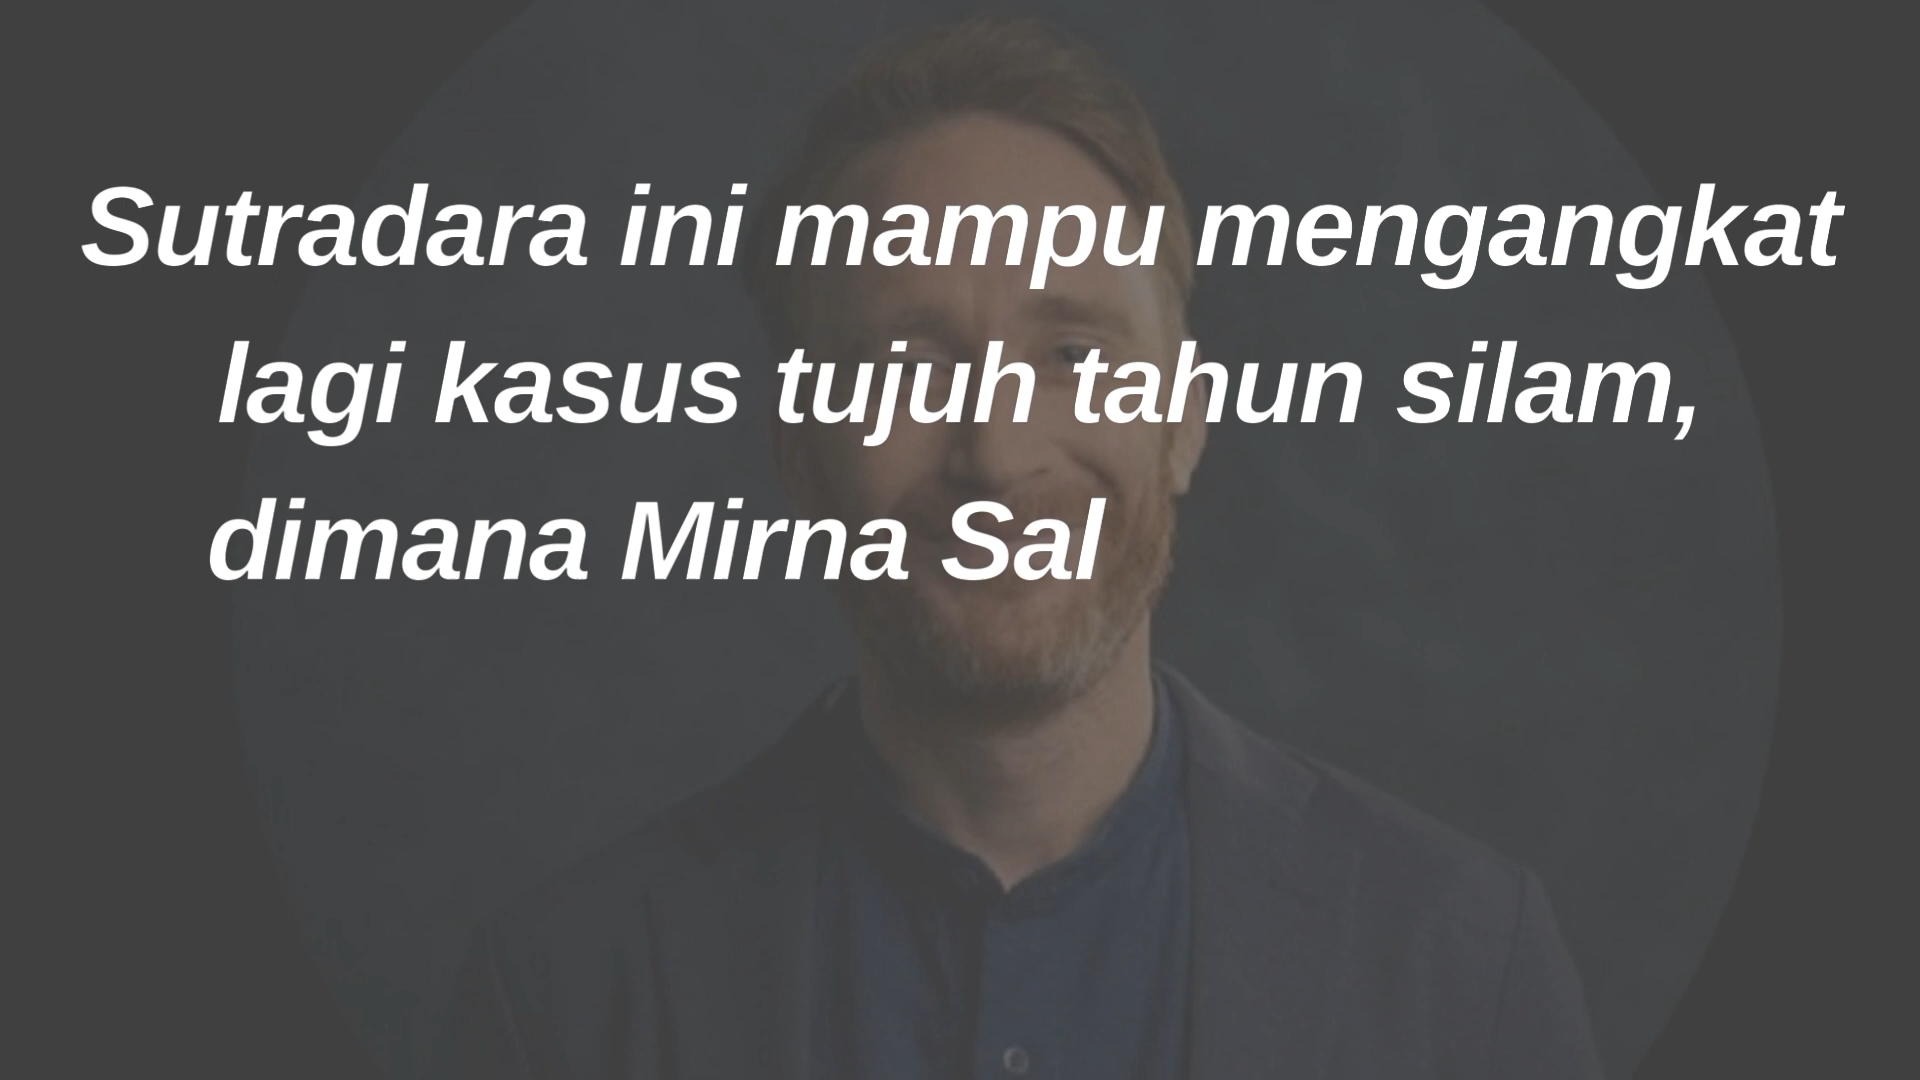 Sutradara ini mampu mengangkat
lagi kasus tujuh tahun silam,
dimana Mirna Sal